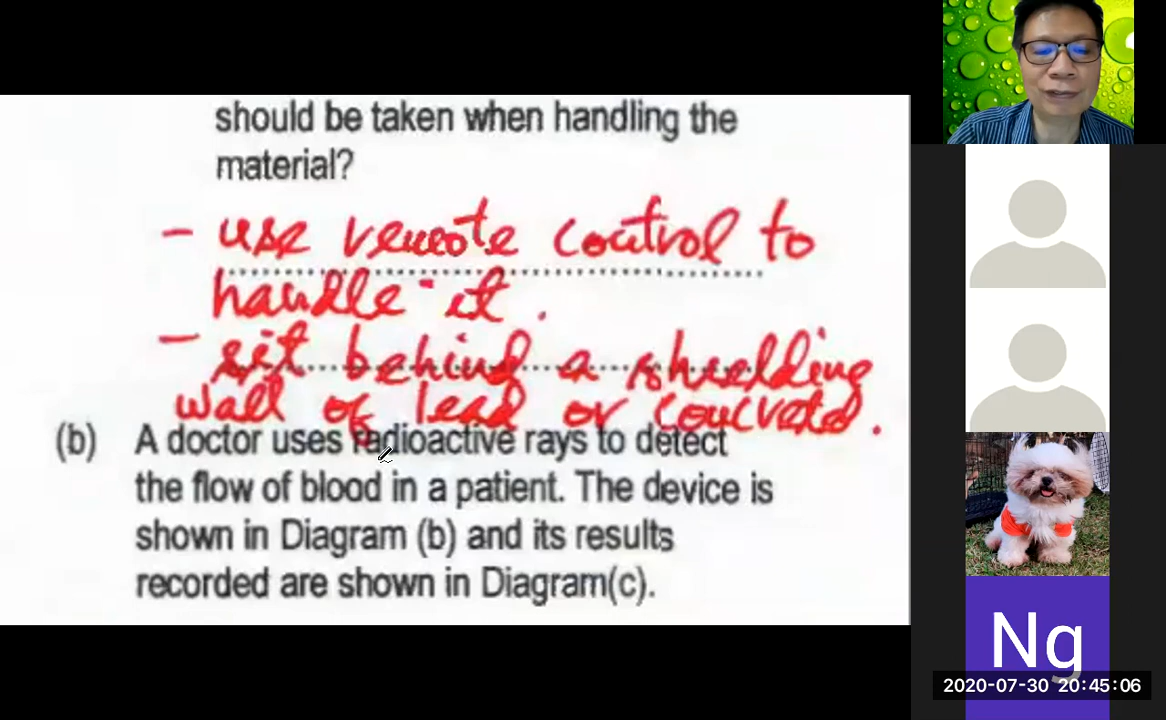 should be taken when handling the
material?
- use remote control to
handle it.
- sit behind a shielding
wall of lead or concrete.
(b) A doctor uses radioactive rays to detect
the flow of blood in a patient. The device is
shown in Diagram (b) and its results
recorded are shown in Diagram(c).
Ng
2020-07-30 20:45:06